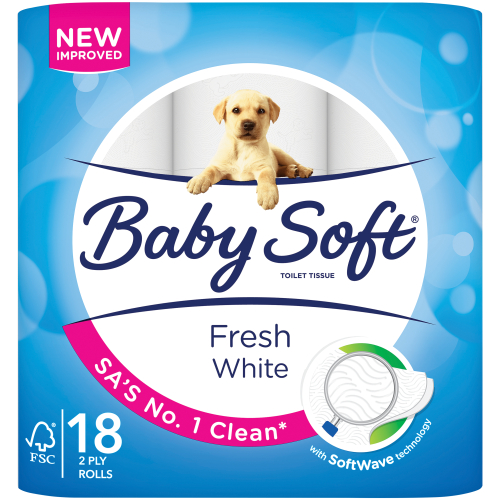 NEW
IMPROVED
Baby Soft®
TOILET TISSUE
Fresh
White
SA'S No. 1 Clean*
with SoftWave technology
FSC
18
2 PLY
ROLLS